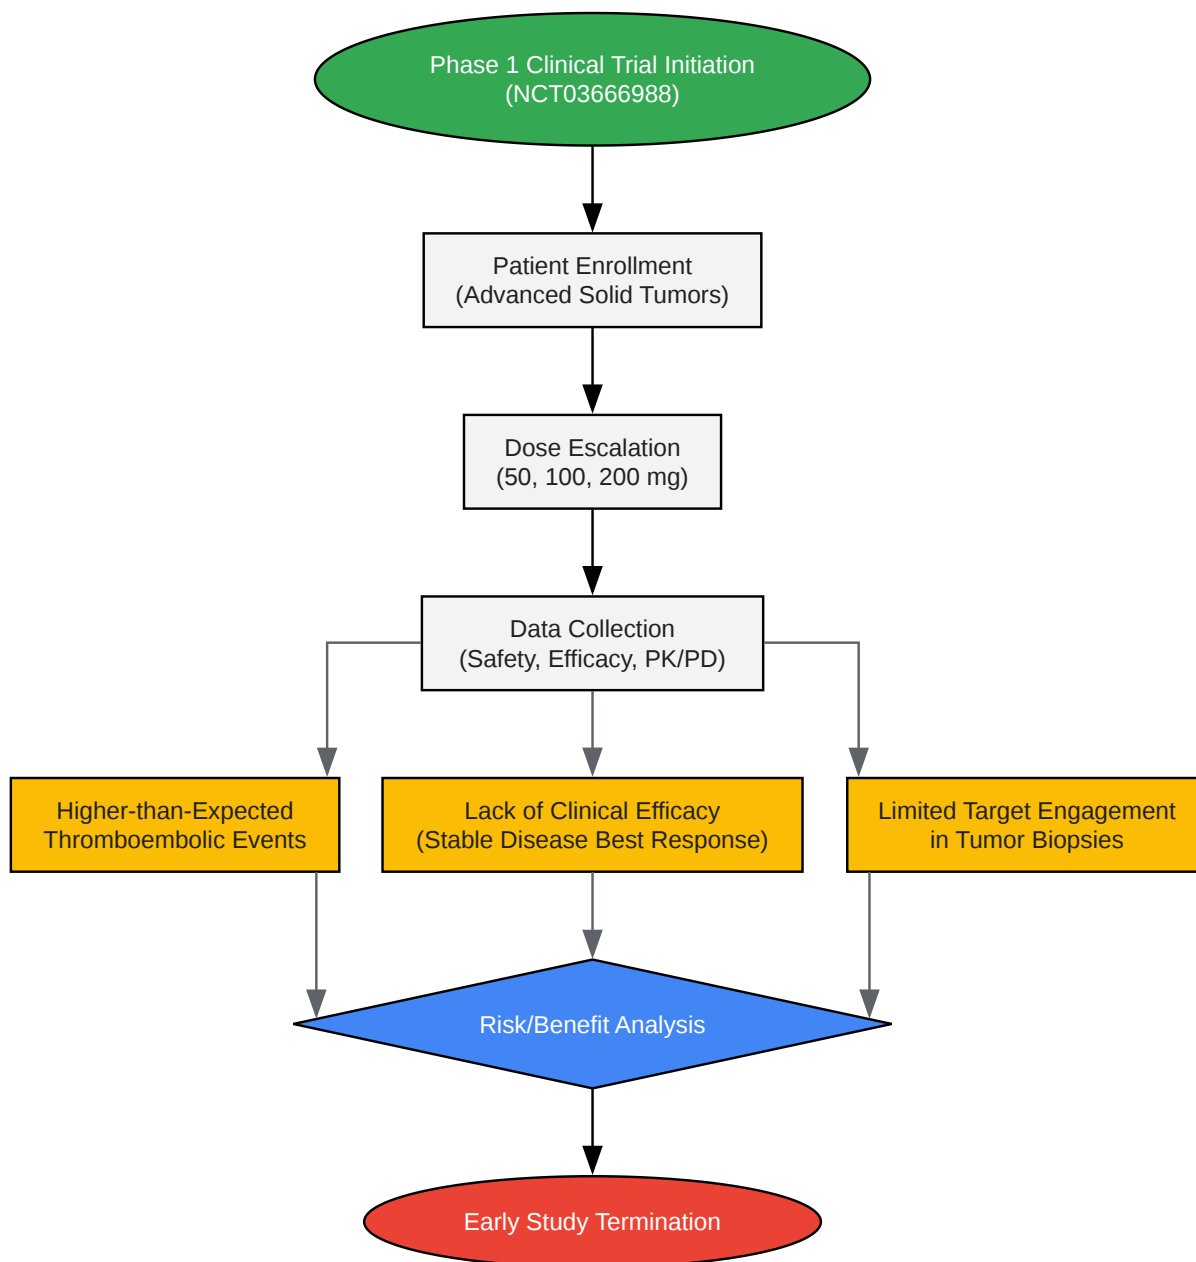 Phase 1 Clinical Trial Initiation
(NCT03666988)
Patient Enrollment
(Advanced Solid Tumors)
Dose Escalation
(50, 100, 200 mg)
Data Collection
(Safety, Efficacy, PK/PD)
Higher-than-Expected
Thromboembolic Events
Lack of Clinical Efficacy
(Stable Disease Best Response)
Limited Target Engagement
in Tumor Biopsies
Risk/Benefit Analysis
Early Study Termination